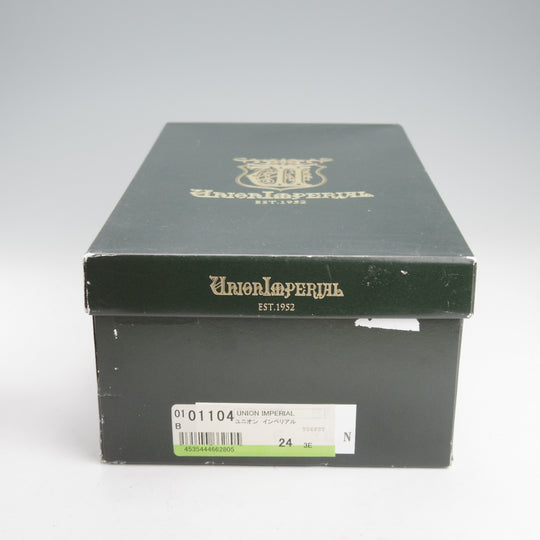 UNION IMPERIAL
EST.1952
UNION IMPERIAL
EST.1952
01 01104 UNION IMPERIAL
B ユニオン インペリアル
24 3E
N
4535444662805